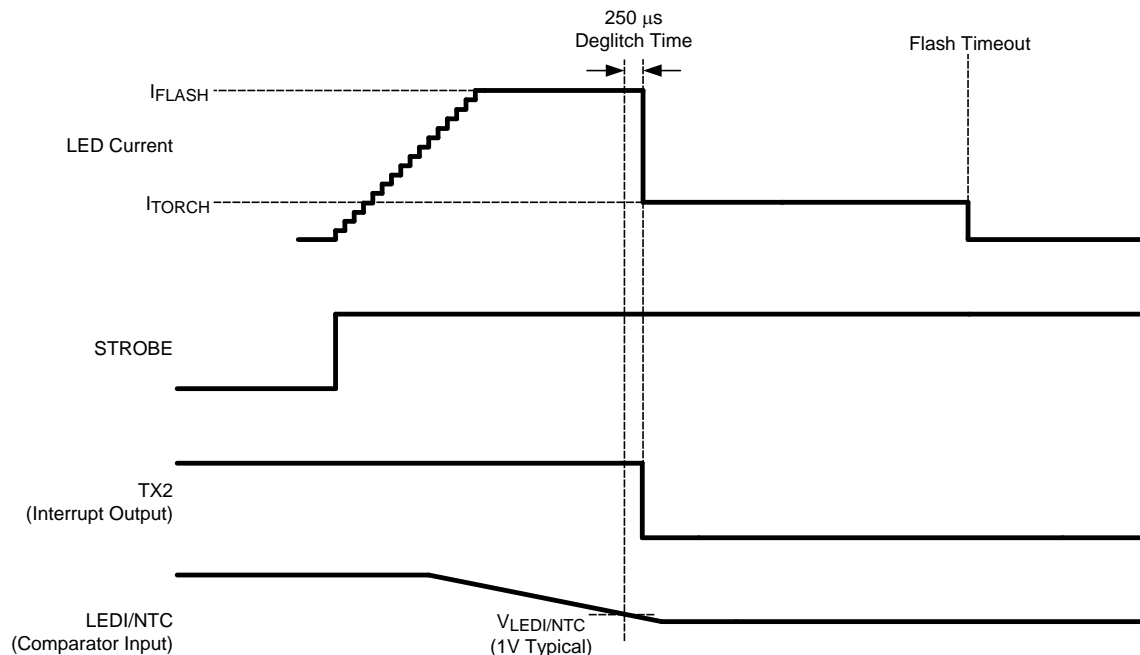 250 μs
Deglitch Time
Flash Timeout
IFLASH
LED Current
ITORCH
STROBE
TX2
(Interrupt Output)
LEDI/NTC
(Comparator Input)
VLEDI/NTC
(1V Typical)